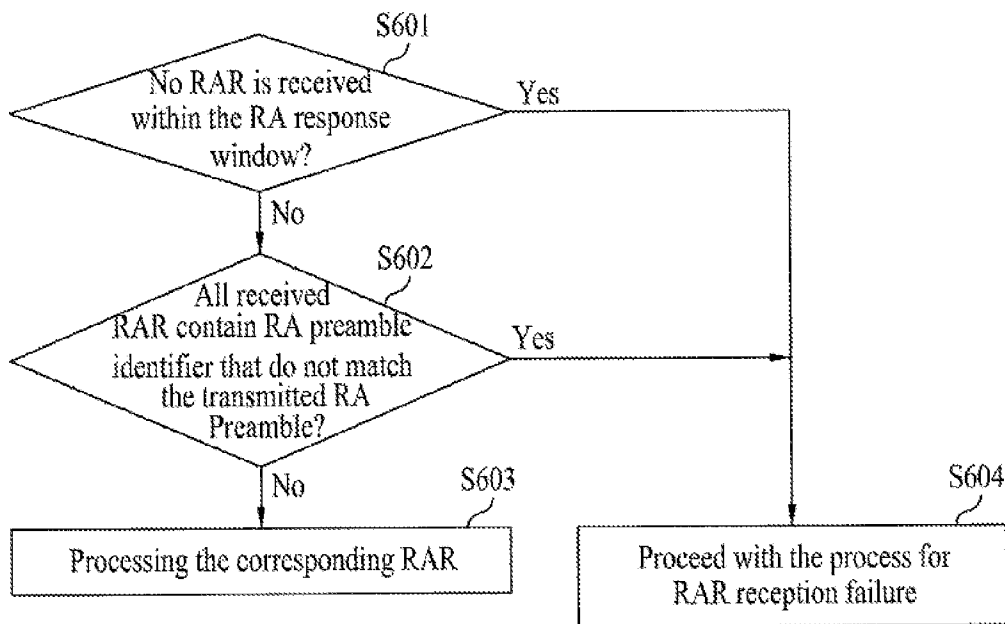 S601
No RAR is received
within the RA response
window?
Yes
No
S602
All received
RAR contain RA preamble
identifier that do not match
the transmitted RA
Preamble?
Yes
No
S603
Processing the corresponding RAR
S604
Proceed with the process for
RAR reception failure